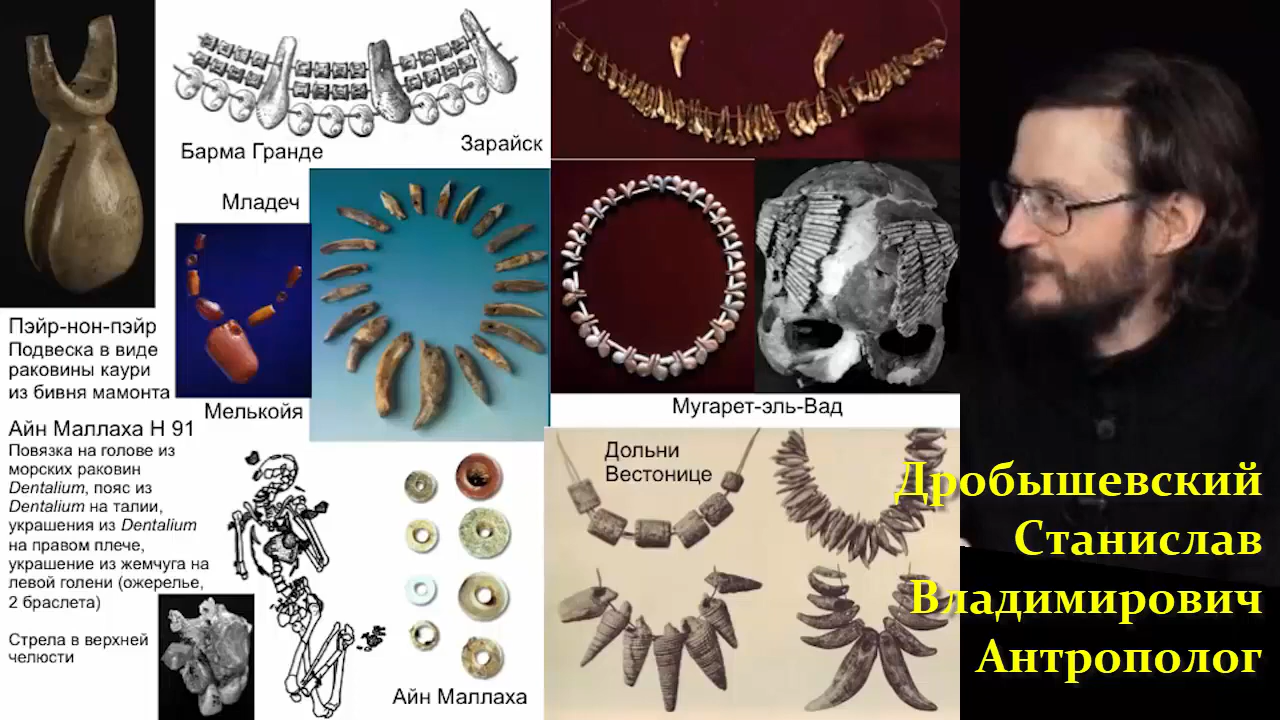 Барма Гранде
Зарайск
Младеч
Пэйр-нон-пэйр
Подвеска в виде
раковины каури
из бивня мамонта
Мелькойя
Мугарет-эль-Вад
Айн Маллаха H 91
Повязка на голове из
морских раковин
Dentalium, пояс из
Dentalium на талии,
украшения из Dentalium
на правом плече,
украшение из жемчуга на
левой голени (ожерелье,
2 браслета)
Стрела в верхней
челюсти
Айн Маллаха
Дольни
Вестонице
Дробышевский
Станислав
Владимирович
Антрополог